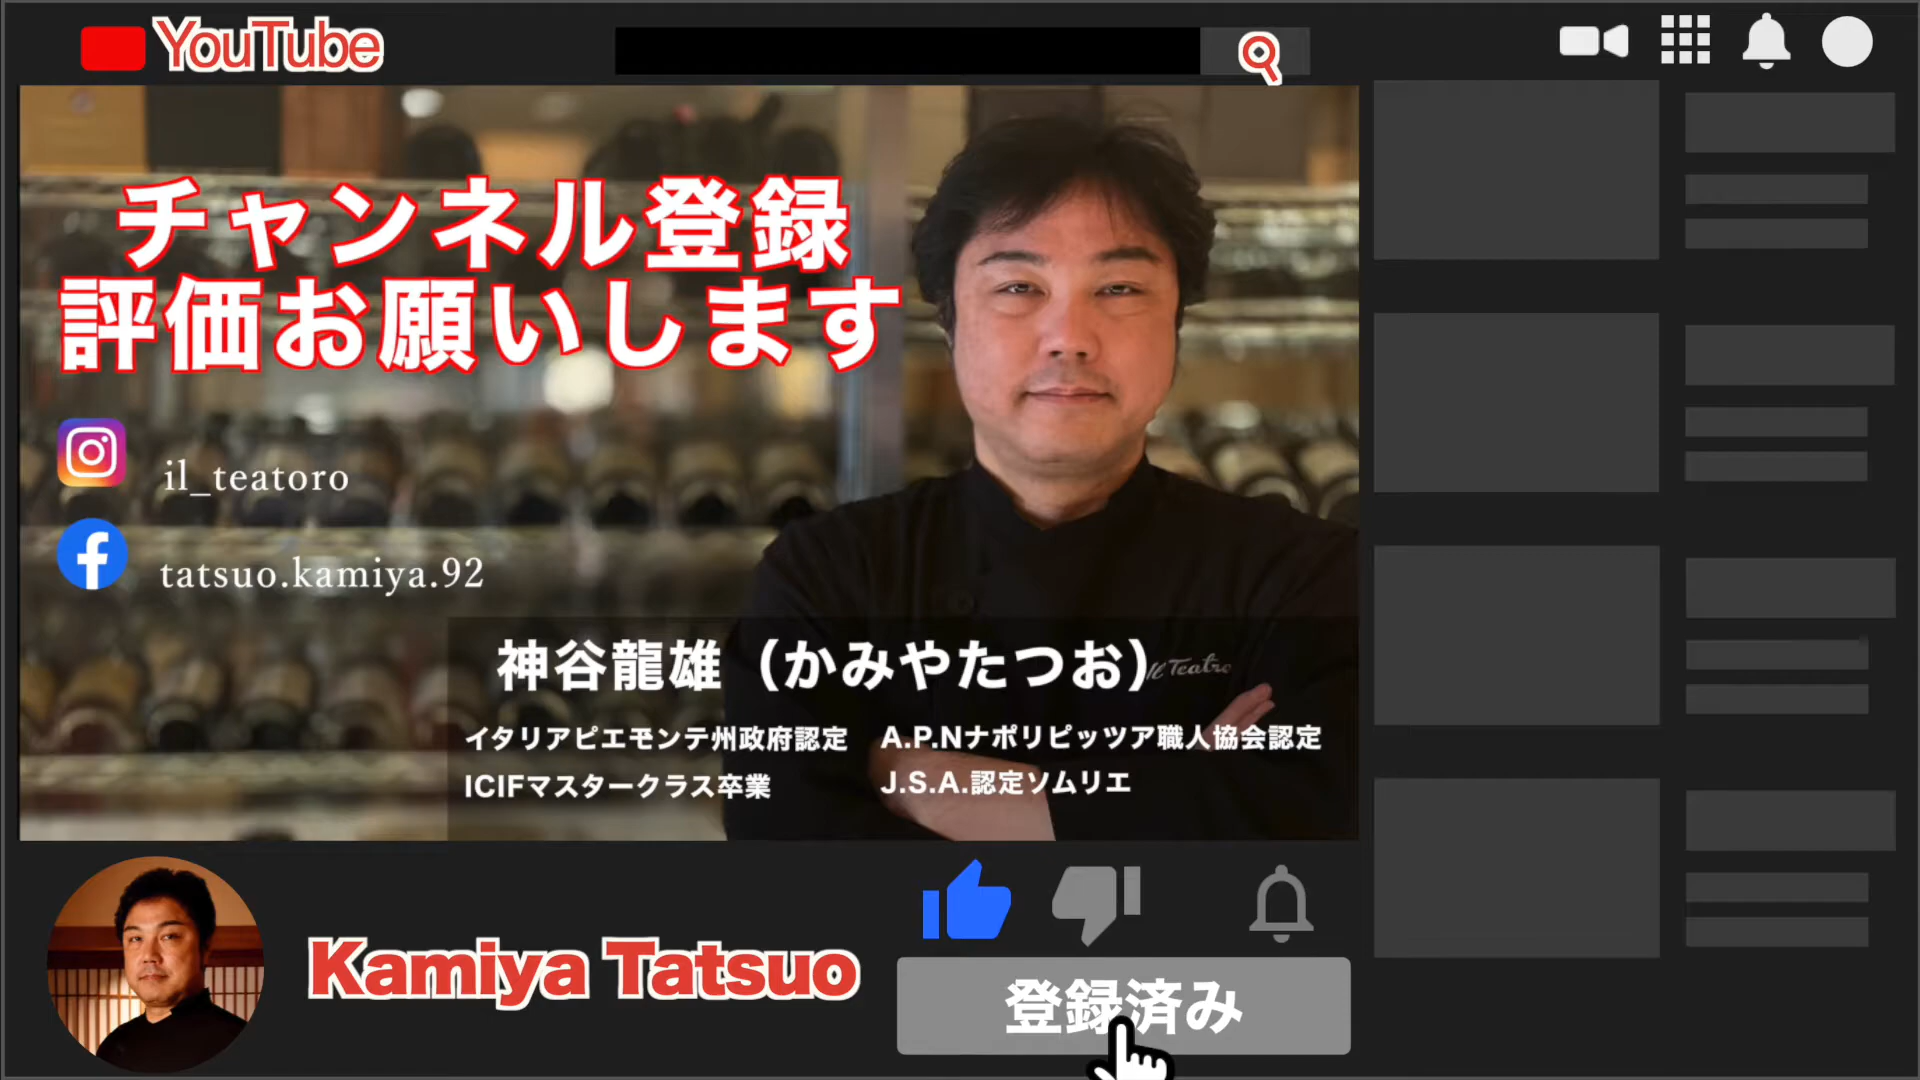 YouTube
チャンネル登録
評価お願いします
il_teatoro
tatsuo.kamiya.92
神谷龍雄（かみやたつお）
Il Teatro
イタリアピエモンテ州政府認定
A.P.Nナポリピッツア職人協会認定
ICIFマスタークラス卒業
J.S.A.認定ソムリエ
Kamiya Tatsuo
登録済み